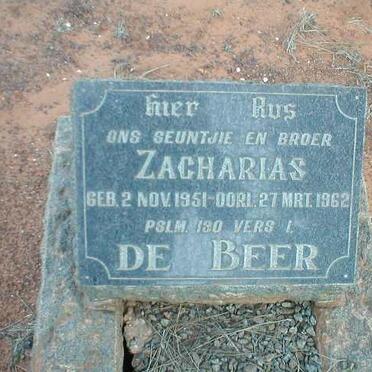 Hier Rus
ONS SEUNTJIE EN BROER
ZACHARIAS
GEB. 2 NOV. 1951-OORL. 27 MRT. 1962
PSLM. 130 VERS 1.
DE BEER